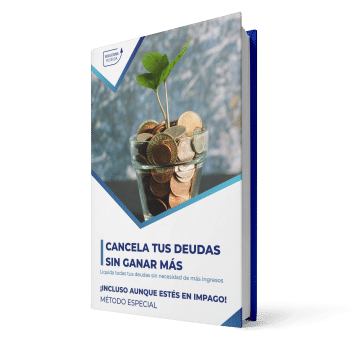 CANCELA TUS DEUDAS
SIN GANAR MÁS
Liquida todas tus deudas sin necesidad de más ingresos
¡INCLUSO AUNQUE ESTÉS EN IMPAGO!
MÉTODO ESPECIAL